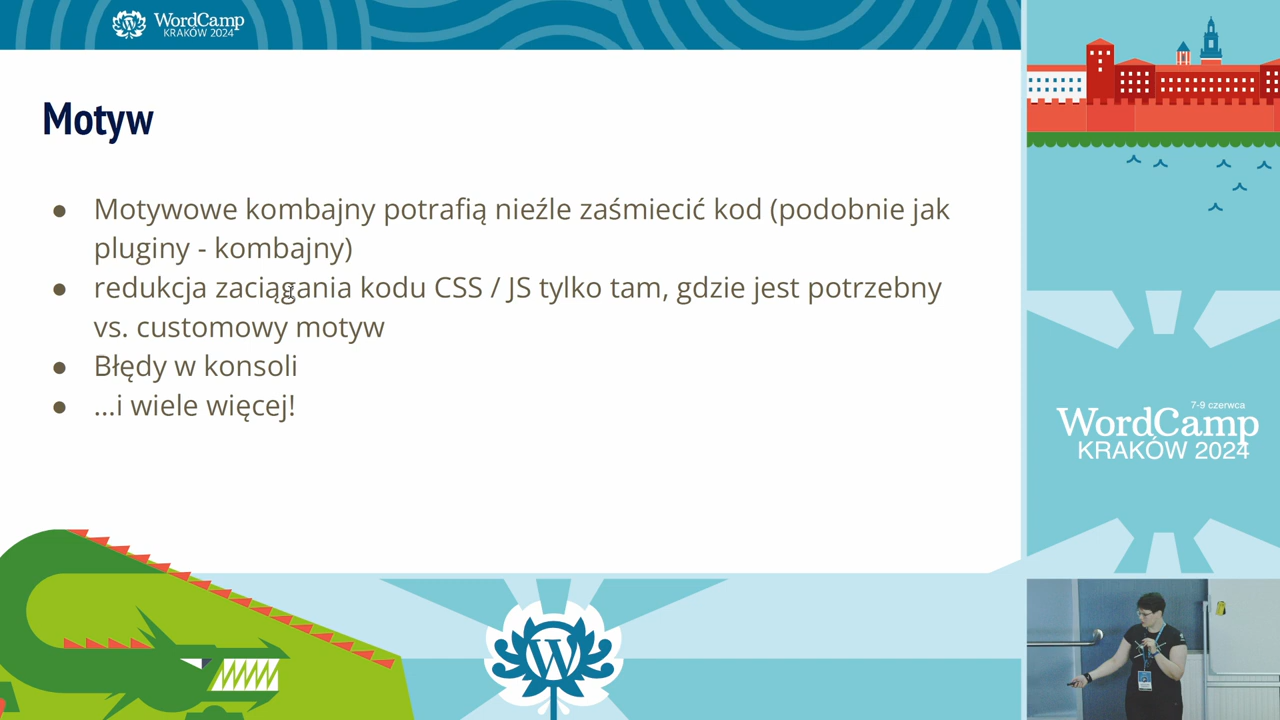 WordCamp
KRAKÓW 2024
Motyw
● Motywowe kombajny potrafią nieźle zaśmiecić kod (podobnie jak
pluginy - kombajny)
● redukcja zaciągania kodu CSS / JS tylko tam, gdzie jest potrzebny
vs. customowy motyw
● Błędy w konsoli
● ...i wiele więcej!
7-9 czerwca
WordCamp
KRAKÓW 2024
W